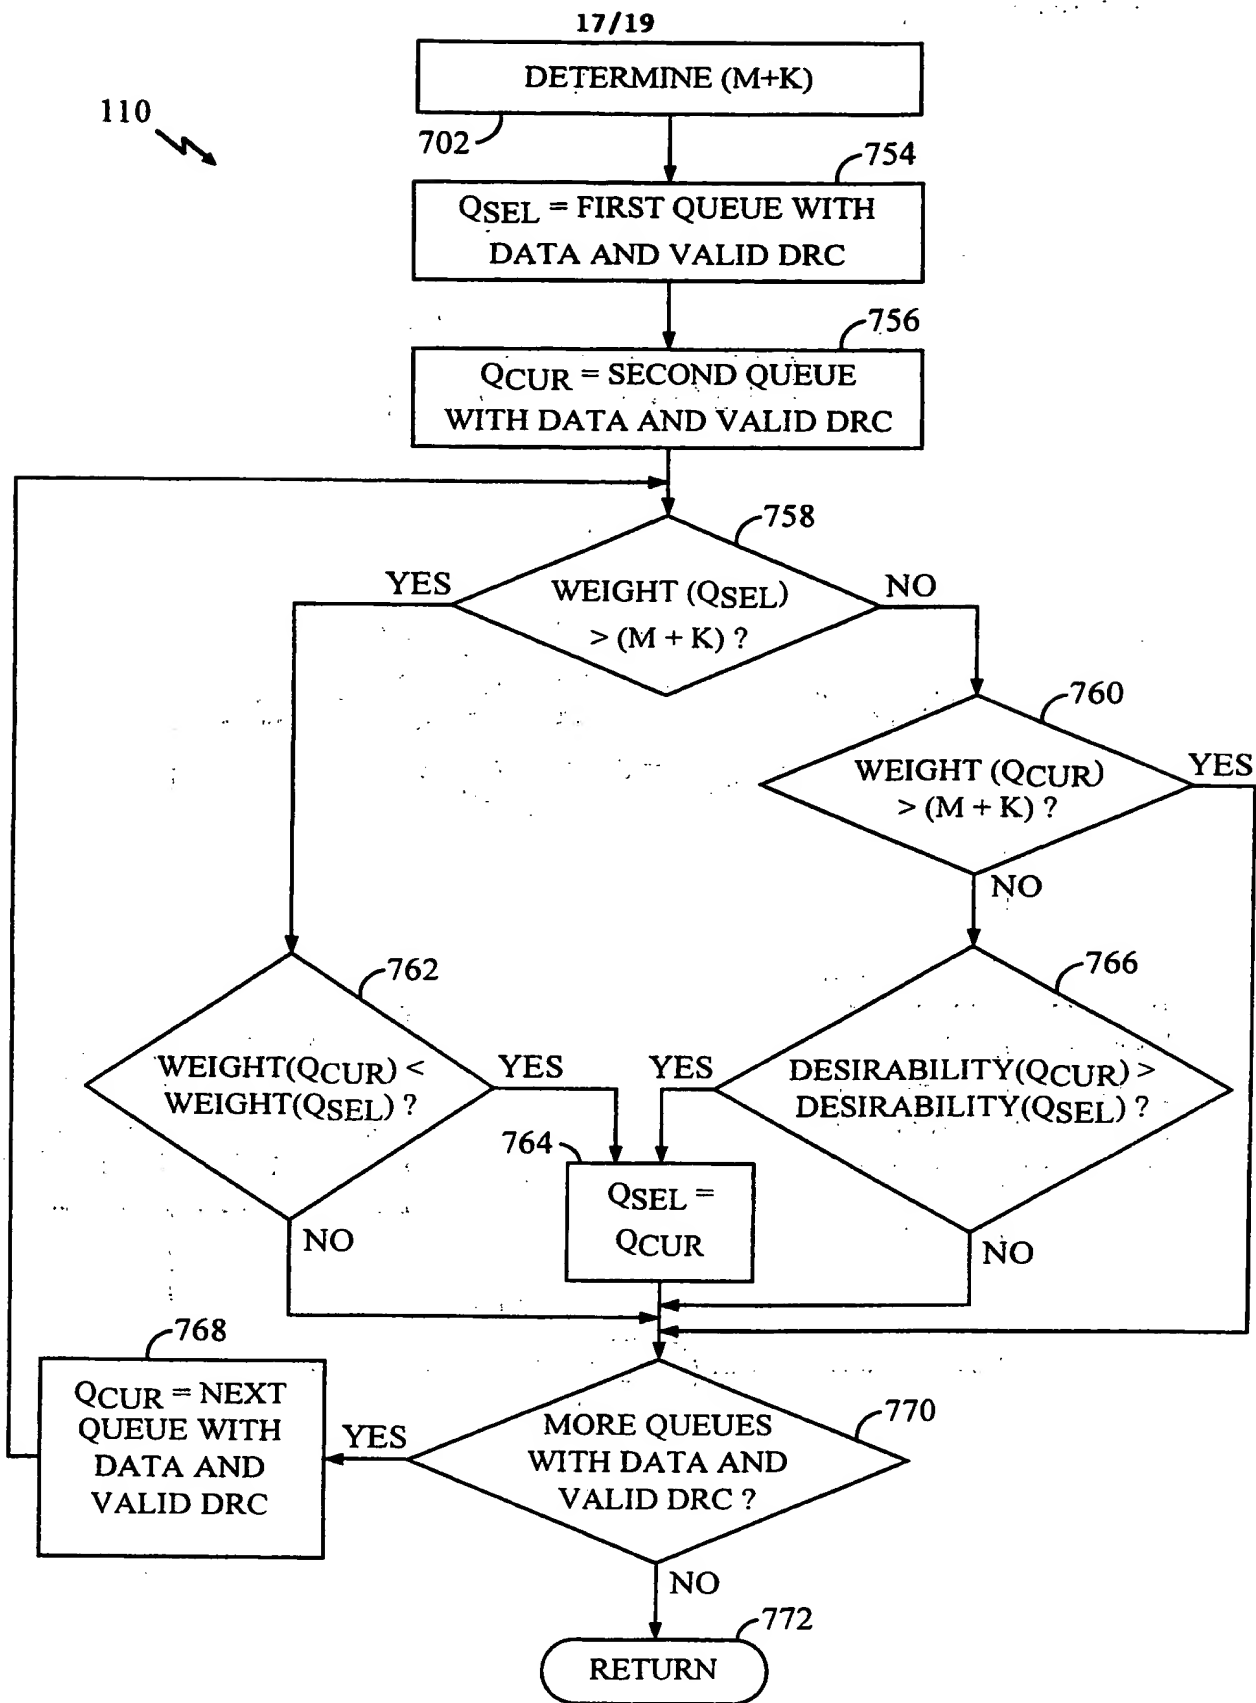 17/19
DETERMINE (M+K)
110
702
754
QSEL = FIRST QUEUE WITH
DATA AND VALID DRC
756
QCUR = SECOND QUEUE
WITH DATA AND VALID DRC
758
YES
WEIGHT (QSEL)
> (M + K) ?
NO
760
WEIGHT (QCUR)
> (M + K) ?
YES
NO
762
WEIGHT(QCUR) <
WEIGHT(QSEL) ?
YES
NO
766
YES
DESIRABILITY(QCUR) >
DESIRABILITY(QSEL) ?
NO
764
QSEL =
QCUR
768
QCUR = NEXT
QUEUE WITH
DATA AND
VALID DRC
YES
770
MORE QUEUES
WITH DATA AND
VALID DRC ?
NO
772
RETURN